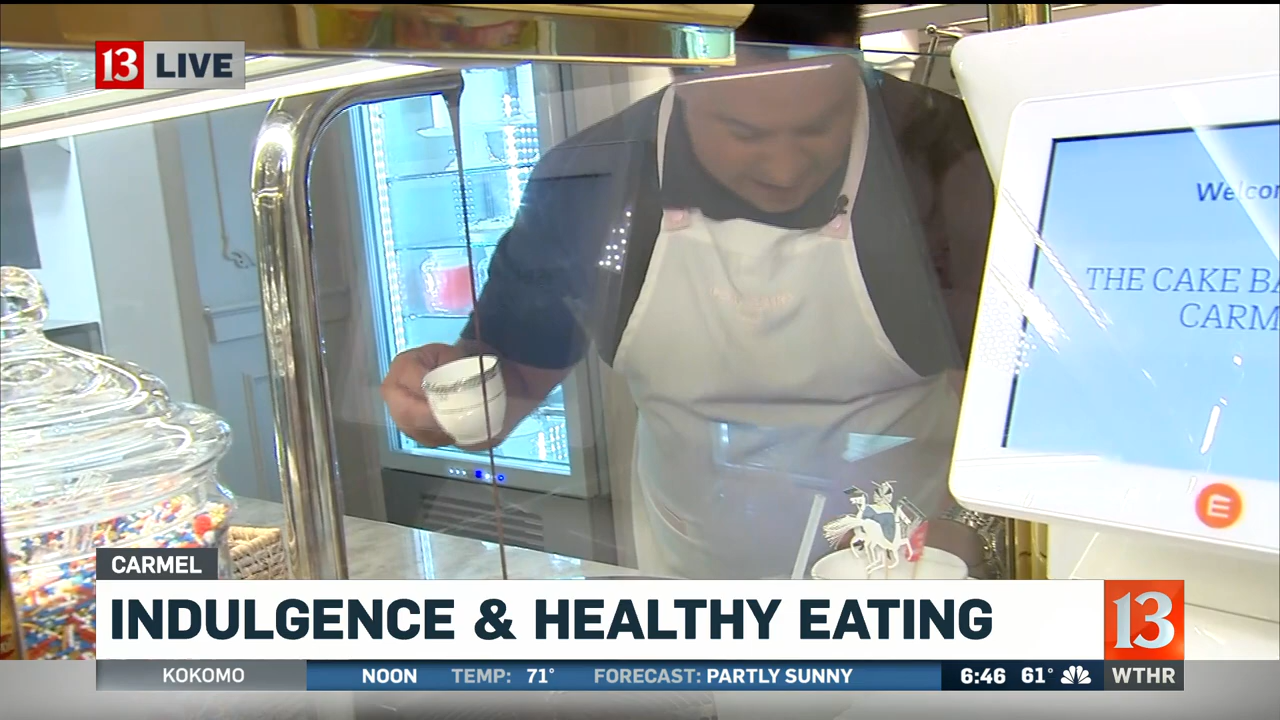 13 LIVE
Welcom
THE CAKE BA
CARM
E
CARMEL
INDULGENCE & HEALTHY EATING
13
KOKOMO NOON TEMP: 71° FORECAST: PARTLY SUNNY 6:46 61° WTHR